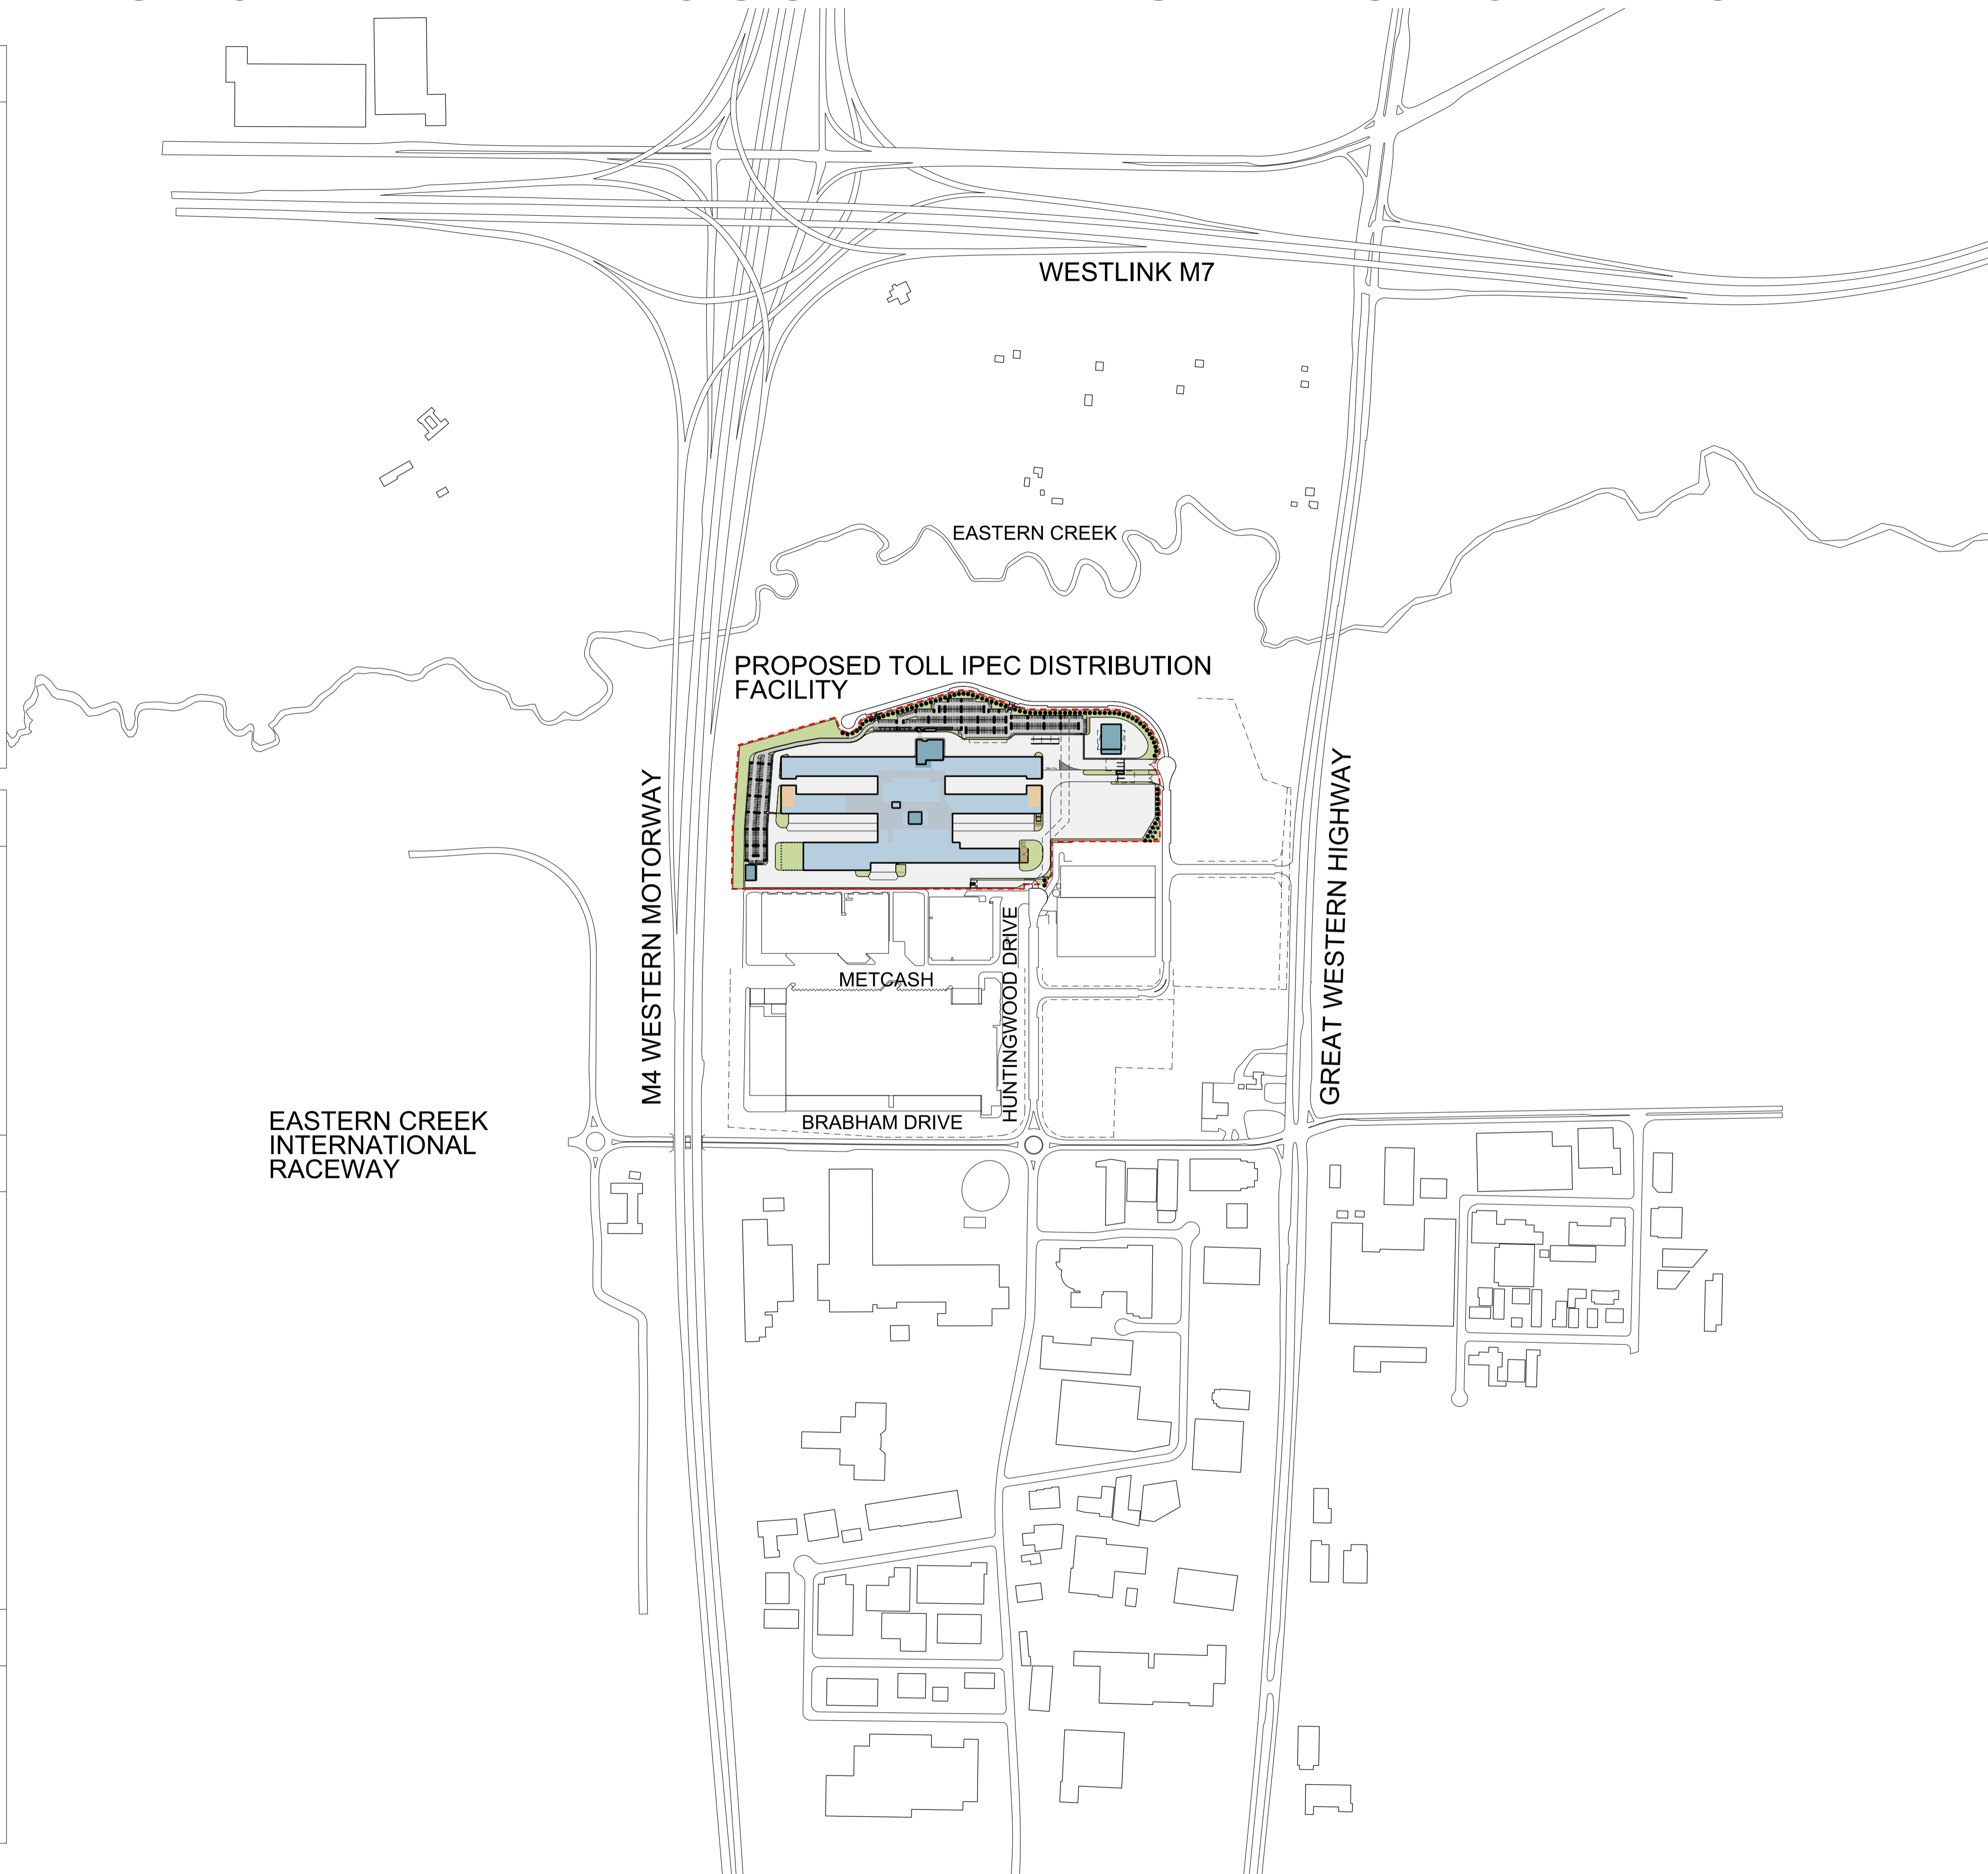 WESTLINK M7
EASTERN CREEK
PROPOSED TOLL IPEC DISTRIBUTION
FACILITY
M4 WESTERN MOTORWAY
GREAT WESTERN HIGHWAY
HUNTINGWOOD DRIVE
METCASH
BRABHAM DRIVE
EASTERN CREEK
INTERNATIONAL
RACEWAY